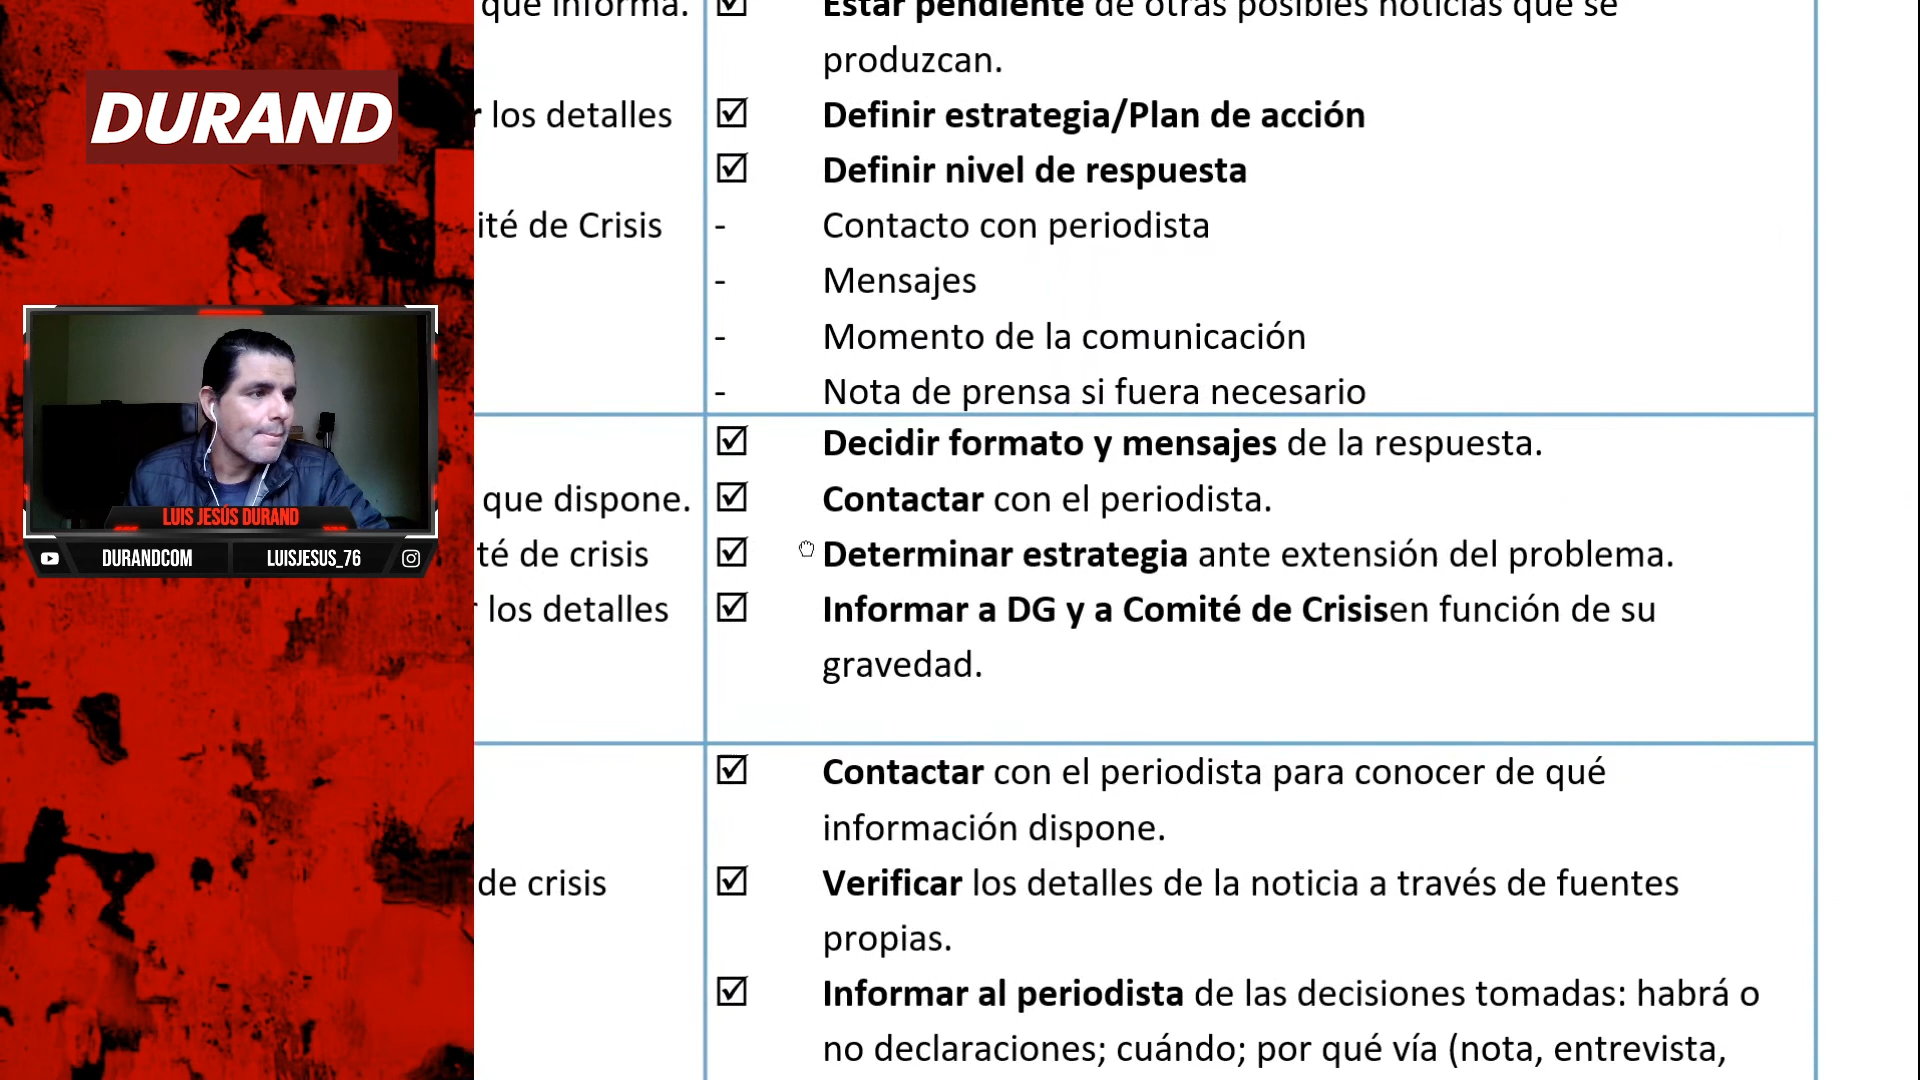 DURAND
LUIS JESÚS DURAND
DURANDCOM
LUISJESUS_76
que informa.
los detalles
ité de Crisis
que dispone.
té de crisis
los detalles
de crisis
Estar pendiente de otras posibles noticias que se
produzcan.
Definir estrategia/Plan de acción
Definir nivel de respuesta
- Contacto con periodista
- Mensajes
- Momento de la comunicación
- Nota de prensa si fuera necesario
Decidir formato y mensajes de la respuesta.
Contactar con el periodista.
Determinar estrategia ante extensión del problema.
Informar a DG y a Comité de Crisisen función de su
gravedad.
Contactar con el periodista para conocer de qué
información dispone.
Verificar los detalles de la noticia a través de fuentes
propias.
Informar al periodista de las decisiones tomadas: habrá o
no declaraciones; cuándo; por qué vía (nota, entrevista,